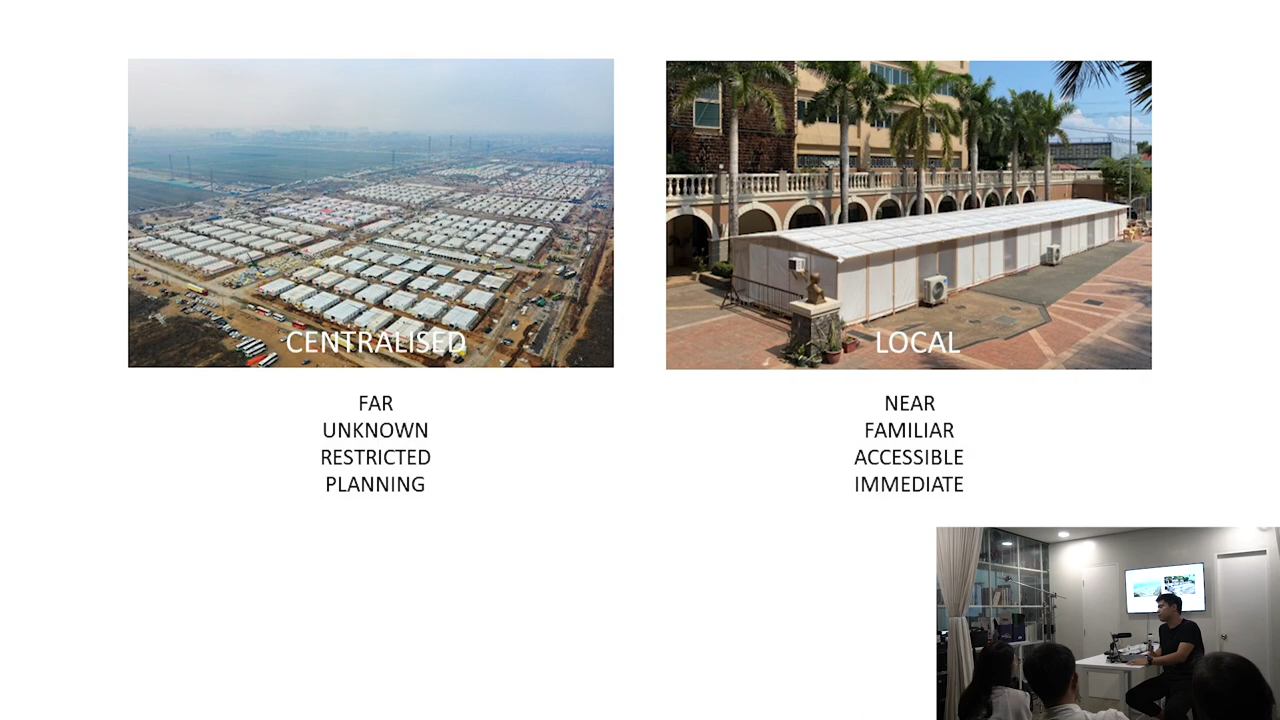 CENTRALISED
FAR
UNKNOWN
RESTRICTED
PLANNING
LOCAL
NEAR
FAMILIAR
ACCESSIBLE
IMMEDIATE